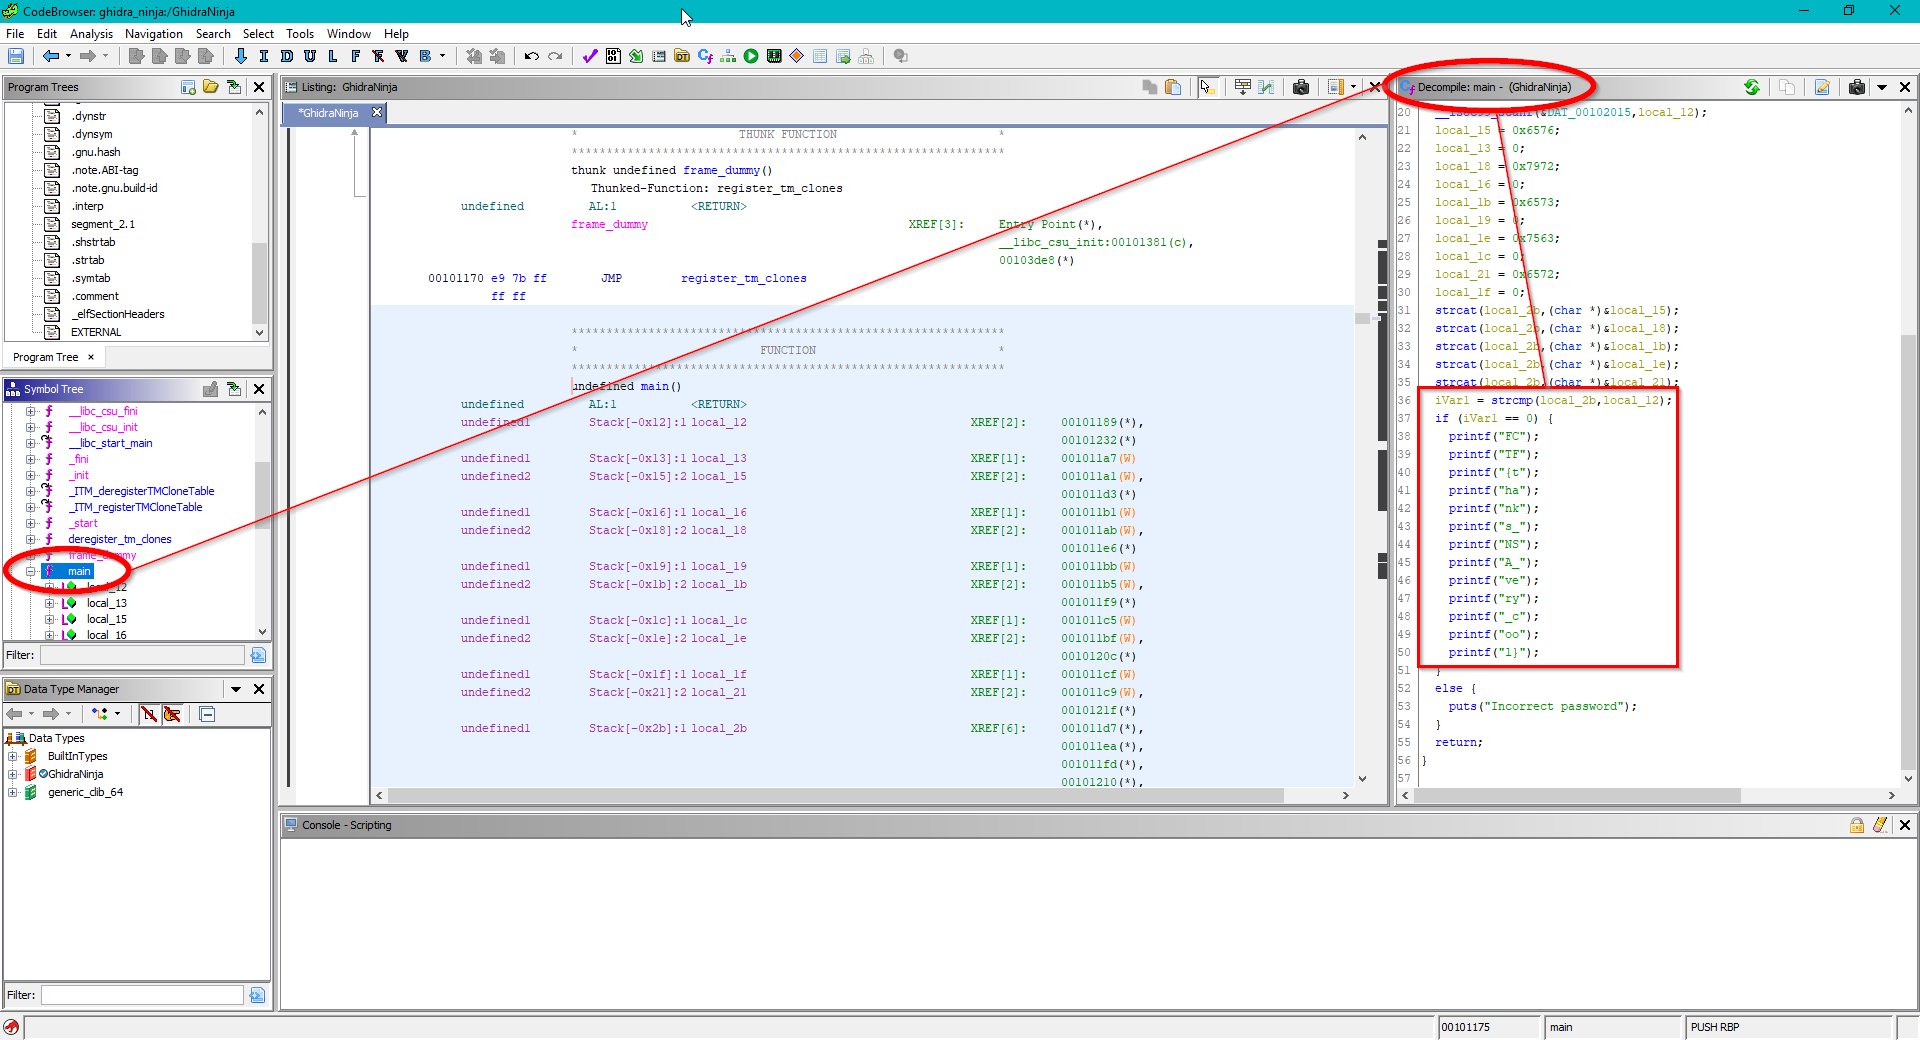 CodeBrowser: ghidra_ninja:/GhidraNinja
File Edit Analysis Navigation Search Select Tools Window Help
I D U L F B
Program Trees
.dynstr
.dynsym
.gnu.hash
.note.ABI-tag
.note.gnu.build-id
.interp
segment_2.1
.shstrtab
.strtab
.symtab
.comment
_elfSectionHeaders
EXTERNAL
Program Tree
Symbol Tree
__libc_csu_fini
__libc_csu_init
__libc_start_main
_fini
_init
_ITM_deregisterTMCloneTable
_ITM_registerTMCloneTable
_start
deregister_tm_clones
frame_dummy
main
local_12
local_13
local_15
local_16
Filter:
Data Type Manager
Data Types
BuiltInTypes
GhidraNinja
generic_clib_64
Filter:
Listing: GhidraNinja
*GhidraNinja
* THUNK FUNCTION *
**************************************************************
thunk undefined frame_dummy()
Thunked-Function: register_tm_clones
undefined AL:1 <RETURN>
frame_dummy XREF[3]: Entry Point(*),
__libc_csu_init:00101381(c),
00103de8(*)
00101170 e9 7b ff JMP register_tm_clones
ff ff
**************************************************************
* FUNCTION *
**************************************************************
undefined main()
undefined AL:1 <RETURN>
undefined1 Stack[-0x12]:1 local_12 XREF[2]: 00101189(*),
00101232(*)
undefined1 Stack[-0x13]:1 local_13 XREF[1]: 001011a7(W)
undefined2 Stack[-0x15]:2 local_15 XREF[2]: 001011a1(W),
001011d3(*)
undefined1 Stack[-0x16]:1 local_16 XREF[1]: 001011b1(W)
undefined2 Stack[-0x18]:2 local_18 XREF[2]: 001011ab(W),
001011e6(*)
undefined1 Stack[-0x19]:1 local_19 XREF[1]: 001011bb(W)
undefined2 Stack[-0x1b]:2 local_1b XREF[2]: 001011b5(W),
001011f9(*)
undefined1 Stack[-0x1c]:1 local_1c XREF[1]: 001011c5(W)
undefined2 Stack[-0x1e]:2 local_1e XREF[2]: 001011bf(W),
0010120c(*)
undefined1 Stack[-0x1f]:1 local_1f XREF[1]: 001011cf(W)
undefined2 Stack[-0x21]:2 local_21 XREF[2]: 001011c9(W),
0010121f(*)
undefined1 Stack[-0x2b]:1 local_2b XREF[6]: 001011d7(*),
001011ea(*),
001011fd(*),
00101210(*),
Decompile: main - (GhidraNinja)
20 __isoc99_scanf(&DAT_00102015,local_12);
21 local_15 = 0x6576;
22 local_13 = 0;
23 local_18 = 0x7972;
24 local_16 = 0;
25 local_1b = 0x6573;
26 local_19 = 0;
27 local_1e = 0x7563;
28 local_1c = 0;
29 local_21 = 0x6572;
30 local_1f = 0;
31 strcat(local_2b,(char *)&local_15);
32 strcat(local_2b,(char *)&local_18);
33 strcat(local_2b,(char *)&local_1b);
34 strcat(local_2b,(char *)&local_1e);
35 strcat(local_2b,(char *)&local_21);
36 iVar1 = strcmp(local_2b,local_12);
37 if (iVar1 == 0) {
38 printf("FC");
39 printf("TF");
40 printf("{t");
41 printf("ha");
42 printf("nk");
43 printf("s_");
44 printf("NS");
45 printf("A_");
46 printf("ve");
47 printf("ry");
48 printf("_c");
49 printf("oo");
50 printf("l}");
51 }
52 else {
53 puts("Incorrect password");
54 }
55 return;
56 }
57
Console - Scripting
00101175 main PUSH RBP